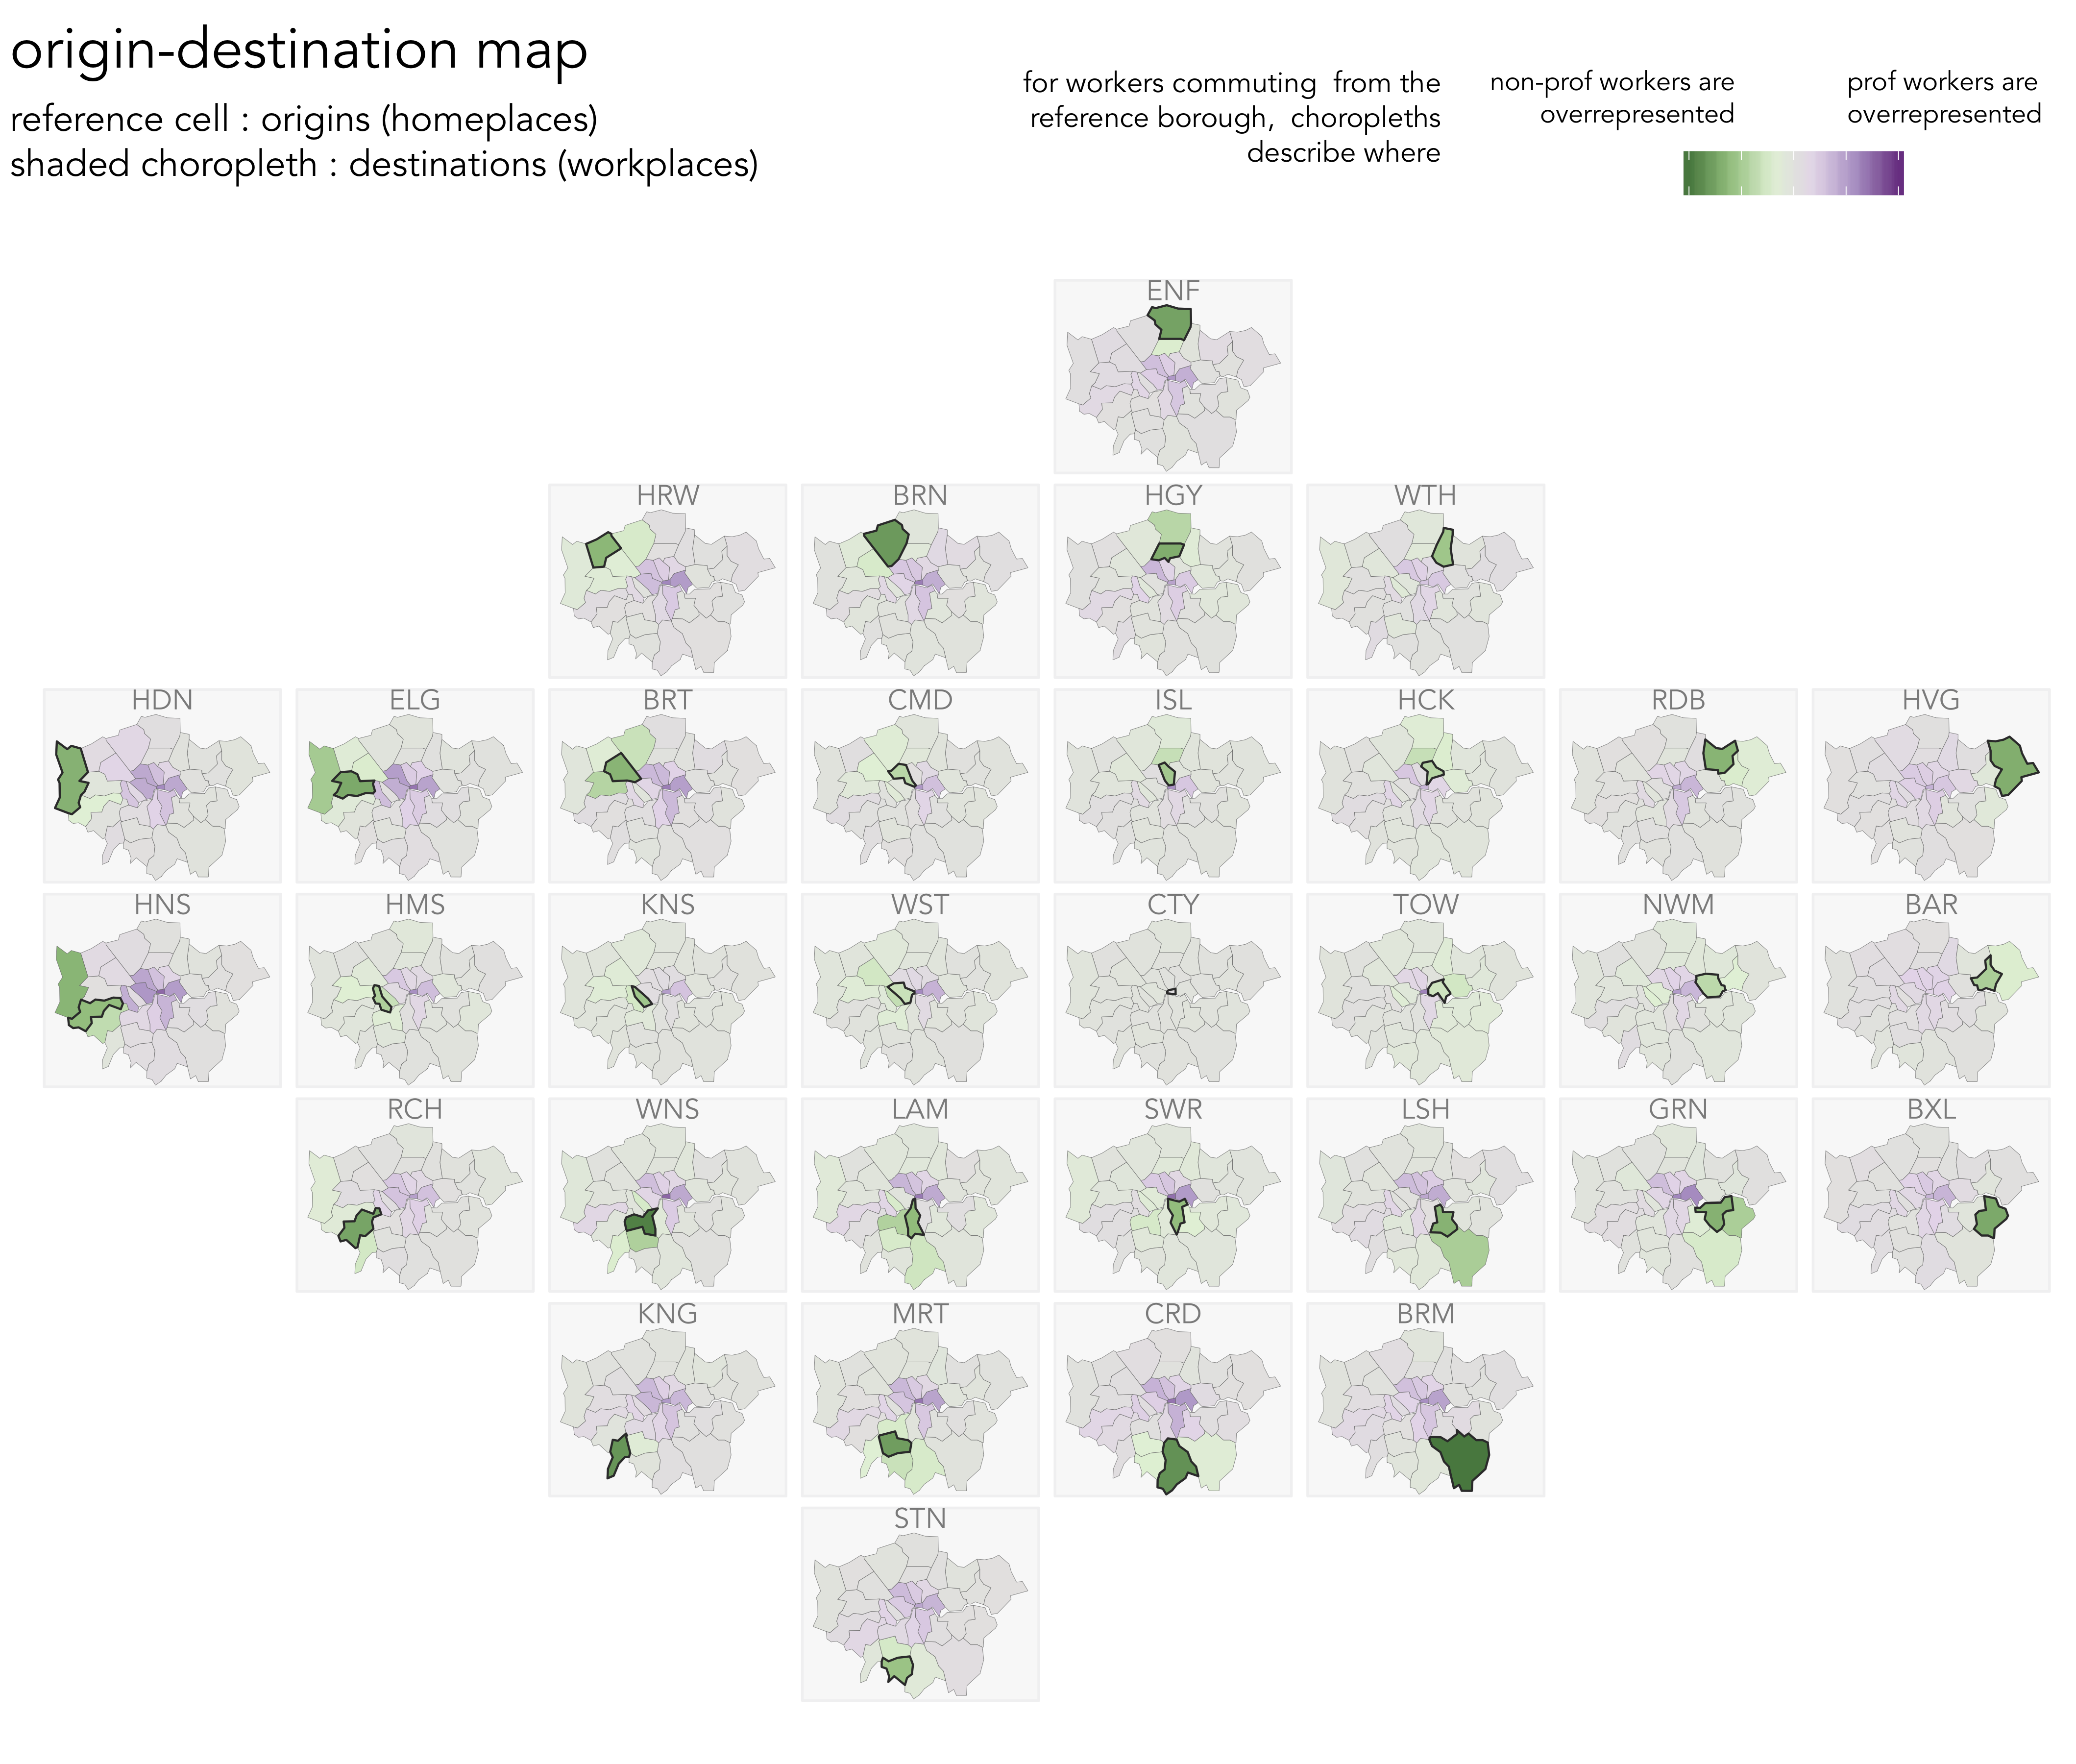 origin-destination map
reference cell : origins (homeplaces)
shaded choropleth : destinations (workplaces)
for workers commuting  from the
reference borough,  choropleths
describe where
non-prof workers are
overrepresented
prof workers are
overrepresented
ENF
HRW
BRN
HGY
WTH
HDN
ELG
BRT
CMD
ISL
HCK
RDB
HVG
HNS
HMS
KNS
WST
CTY
TOW
NWM
BAR
RCH
WNS
LAM
SWR
LSH
GRN
BXL
KNG
MRT
CRD
BRM
STN